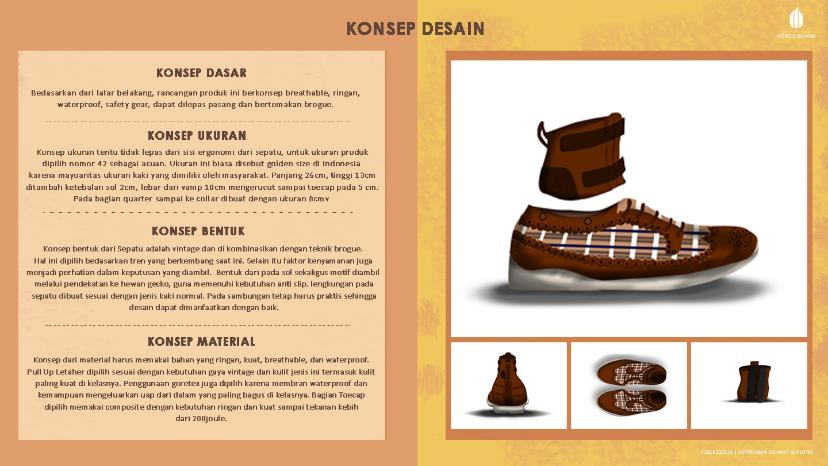 KONSEP DESAIN
MERCU BUANA
KONSEP DASAR
Bedasarkan dari latar belakang, rancangan produk ini berkonsep breathable, ringan,
waterproof, safety gear, dapat dilepas pasang dan bertemakan brogue.
KONSEP UKURAN
Konsep ukuran tentu tidak lepas dari sisi ergonomi dari sepatu, untuk ukuran produk
dipilih nomor 42 sebagai acuan. Ukuran ini biasa disebut golden size di Indonesia
karena mayoaritas ukuran kaki yang dimiliki oleh masyarakat. Panjang 26cm, tinggi 13cm
ditambah ketebalan sol 2cm, lebar dari vamp 10cm mengerucut sampai toecap pada 5 cm.
Pada bagian quarter sampai ke collar dibuat dengan ukuran 8cmv
KONSEP BENTUK
Konsep bentuk dari Sepatu adalah vintage dan di kombinasikan dengan teknik brogue.
Hal ini dipilih bedasarkan tren yang berkembang saat ini. Selain itu faktor kenyamanan juga
menjadi perhatian dalam keputusan yang diambil. Bentuk dari pada sol sekaligus motif diambil
melalui pendekatan ke hewan gecko, guna memenuhi kebutuhan anti slip. lengkungan pada
sepatu dibuat sesuai dengan jenis kaki normal. Pada sambungan tetap harus praktis sehingga
desain dapat dimanfaatkan dengan baik.
KONSEP MATERIAL
Konsep dari material harus memakai bahan yang ringan, kuat, breathable, dan waterproof.
Pull Up Letaher dipilih sesuai dengan kebutuhan gaya vintage dan kulit jenis ini termasuk kulit
paling kuat di kelasnya. Penggunaan goretex juga dipilih karena membran waterproof dan
kemampuan mengeluarkan uap dari dalam yang paling bagus di kelasnya. Bagian Toecap
dipilih memakai composite dengan kebutuhan ringan dan kuat sampai tekanan kebih
dari 200joule.